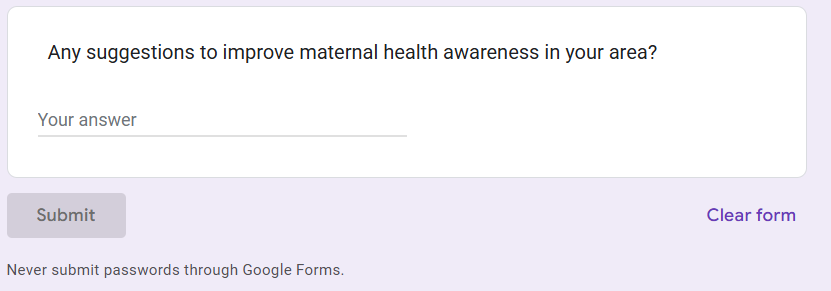 Any suggestions to improve maternal health awareness in your area?
Your answer
Submit
Clear form
Never submit passwords through Google Forms.